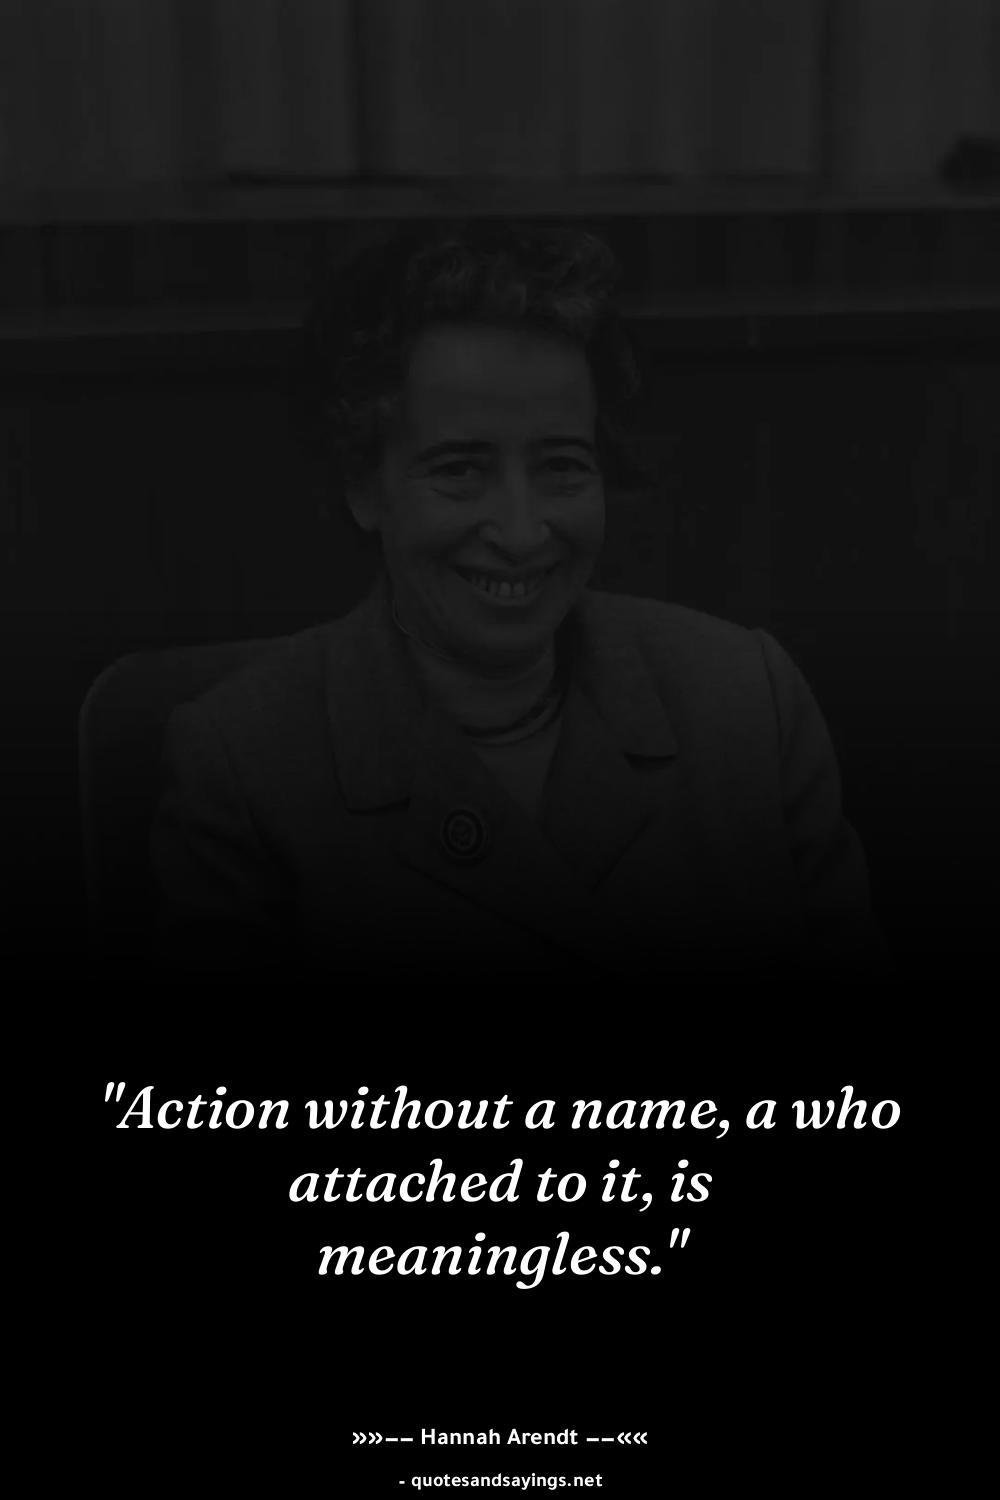 "Action without a name, a who
attached to it, is
meaningless."
»»−− Hannah Arendt −−««
- quotesandsayings.net